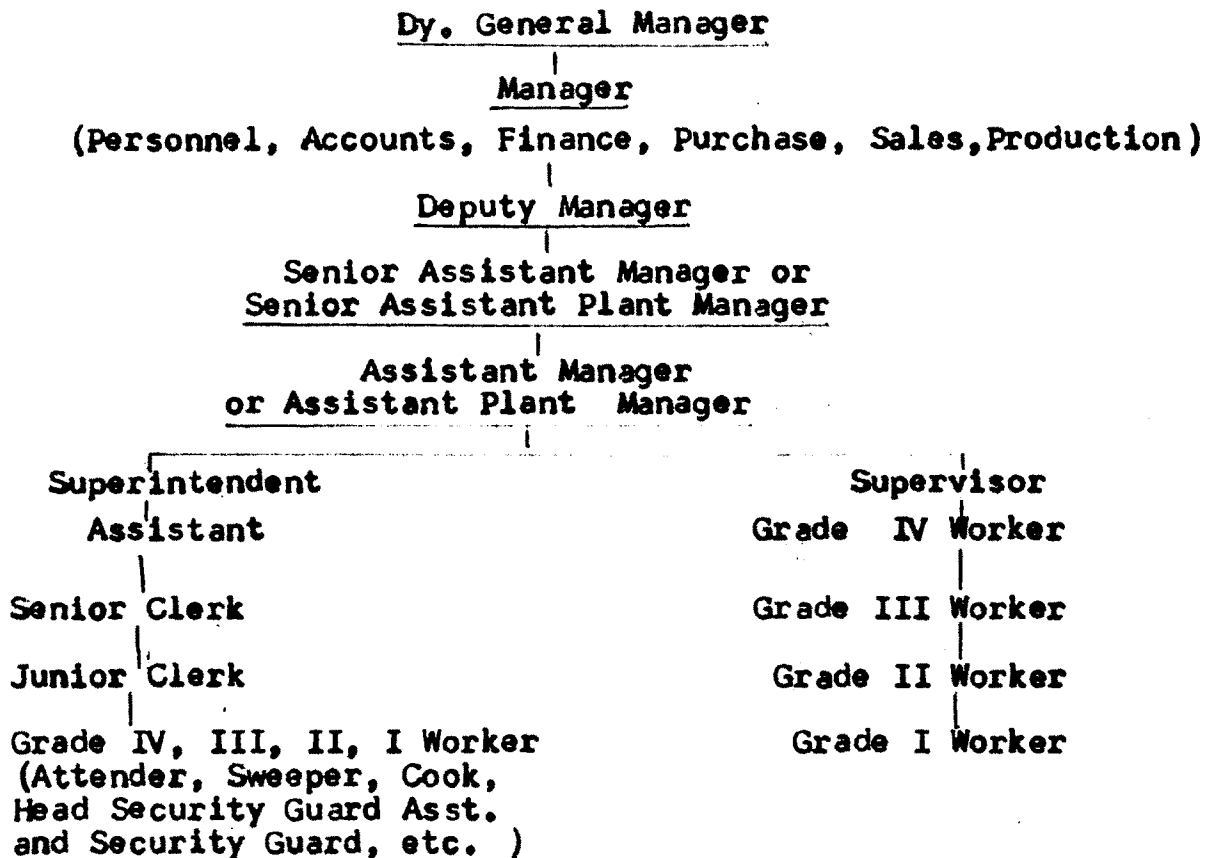 Dy. General Manager
Manager
(Personnel, Accounts, Finance, Purchase, Sales,Production)
Deputy Manager
Senior Assistant Manager or
Senior Assistant Plant Manager
Assistant Manager
or Assistant Plant Manager
Superintendent
Assistant
Senior Clerk
Junior Clerk
Grade IV, III, II, I Worker
(Attender, Sweeper, Cook,
Head Security Guard Asst.
and Security Guard, etc. )
Supervisor
Grade IV Worker
Grade III Worker
Grade II Worker
Grade I Worker